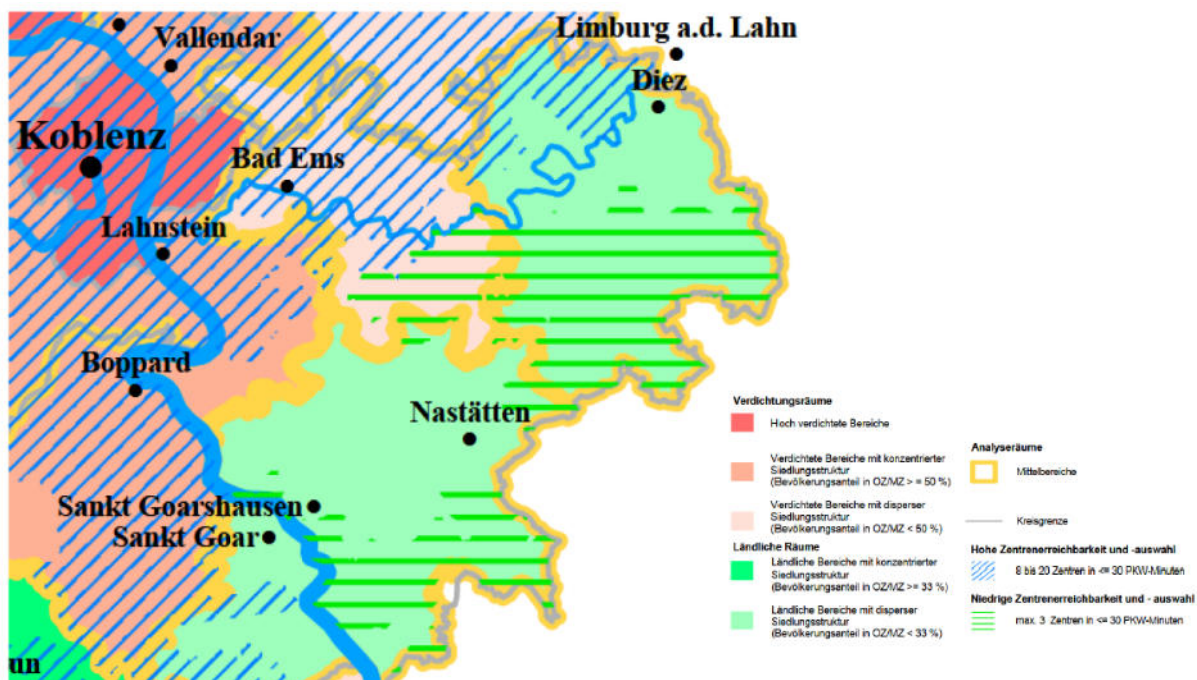 Limburg a.d. Lahn
Vallendar
Diez
Koblenz
Bad Ems
Lahnstein
Boppard
Nastätten
Sankt Goarshausen
Sankt Goar
un
Verdichtungsräume
Hoch verdichtete Bereiche
Verdichtete Bereiche mit konzentrierter
Siedlungsstruktur
(Bevölkerungsanteil in OZ/MZ > = 50 %)
Verdichtete Bereiche mit disperser
Siedlungsstruktur
(Bevölkerungsanteil in OZ/MZ < 50 %)
Ländliche Räume
Ländliche Bereiche mit konzentrierter
Siedlungsstruktur
(Bevölkerungsanteil in OZ/MZ >= 33 %)
Ländliche Bereiche mit disperser
Siedlungsstruktur
(Bevölkerungsanteil in OZ/MZ < 33 %)
Analyseräume
Mittelbereiche
Kreisgrenze
Hohe Zentrenerreichbarkeit und -auswahl
8 bis 20 Zentren in <= 30 PKW-Minuten
Niedrige Zentrenerreichbarkeit und - auswahl
max. 3 Zentren in <= 30 PKW-Minuten